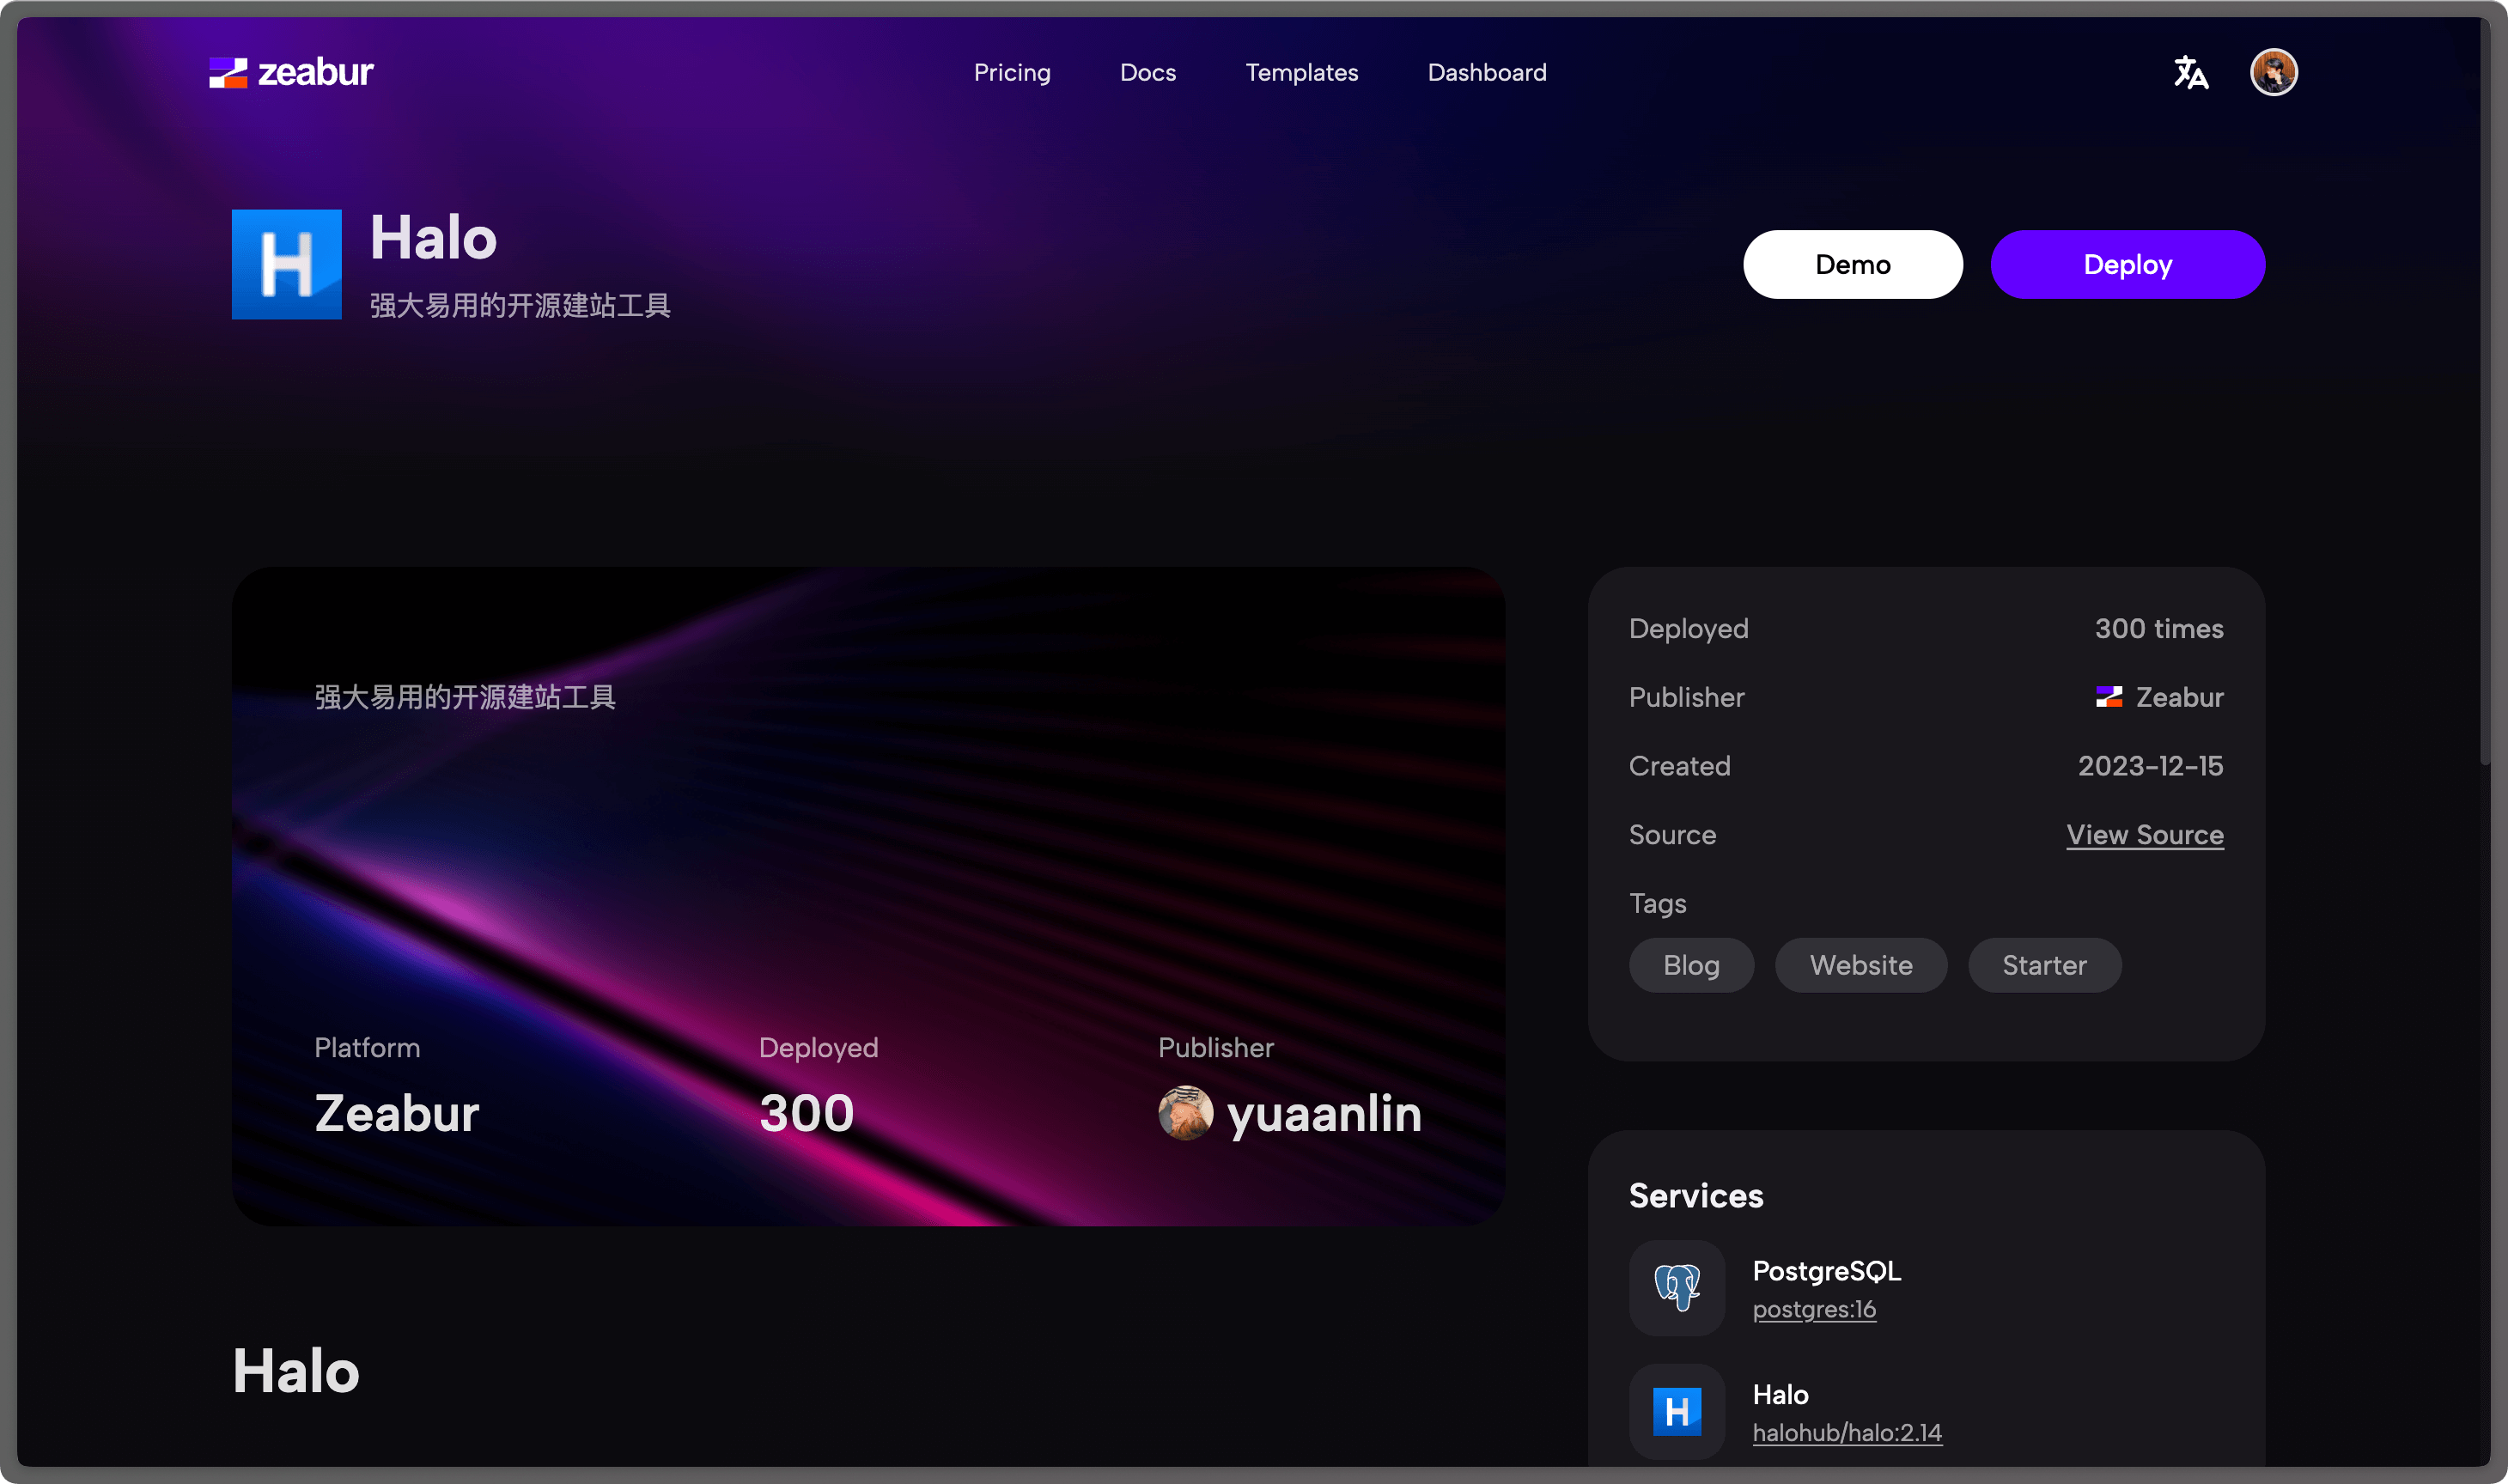 zeabur
Pricing
Docs
Templates
Dashboard
Halo
强大易用的开源建站工具
Demo
Deploy
强大易用的开源建站工具
Platform
Zeabur
Deployed
300
Publisher
yuaanlin
Deployed 300 times
Publisher Zeabur
Created 2023-12-15
Source View Source
Tags
Blog
Website
Starter
Services
PostgreSQL
postgres:16
Halo
halohub/halo:2.14
Halo